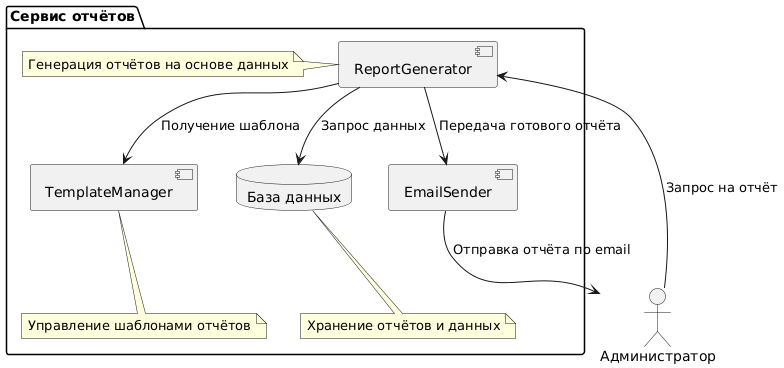 Сервис отчётов
Генерация отчётов на основе данных
ReportGenerator
Получение шаблона
Запрос данных
Передача готового отчёта
Запрос на отчёт
TemplateManager
База данных
EmailSender
Отправка отчёта по email
Управление шаблонами отчётов
Хранение отчётов и данных
Администратор